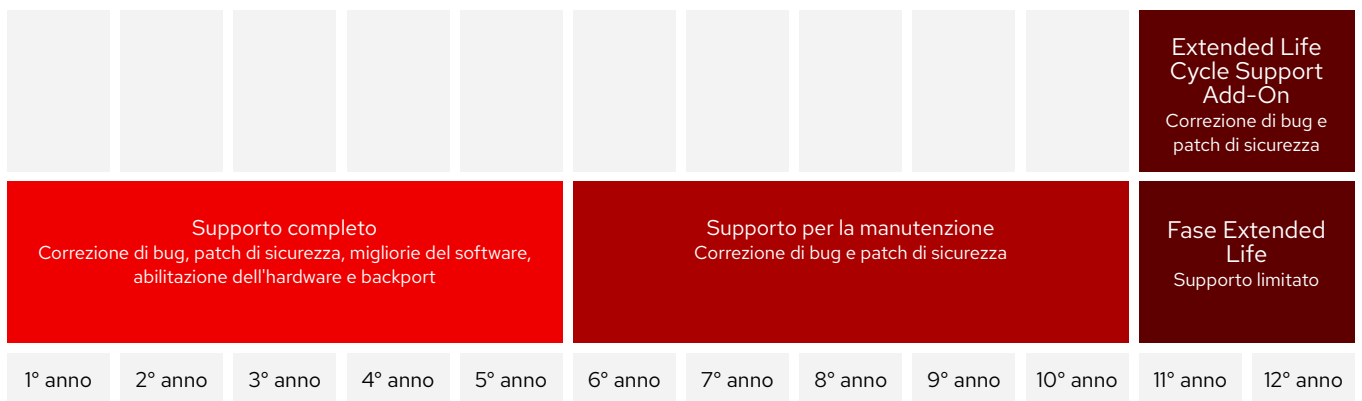 Extended Life
Cycle Support
Add-On
Correzione di bug e
patch di sicurezza
Supporto completo
Correzione di bug, patch di sicurezza, migliorie del software,
abilitazione dell'hardware e backport
Supporto per la manutenzione
Correzione di bug e patch di sicurezza
Fase Extended
Life
Supporto limitato
1° anno
2° anno
3° anno
4° anno
5° anno
6° anno
7° anno
8° anno
9° anno
10° anno
11° anno
12° anno